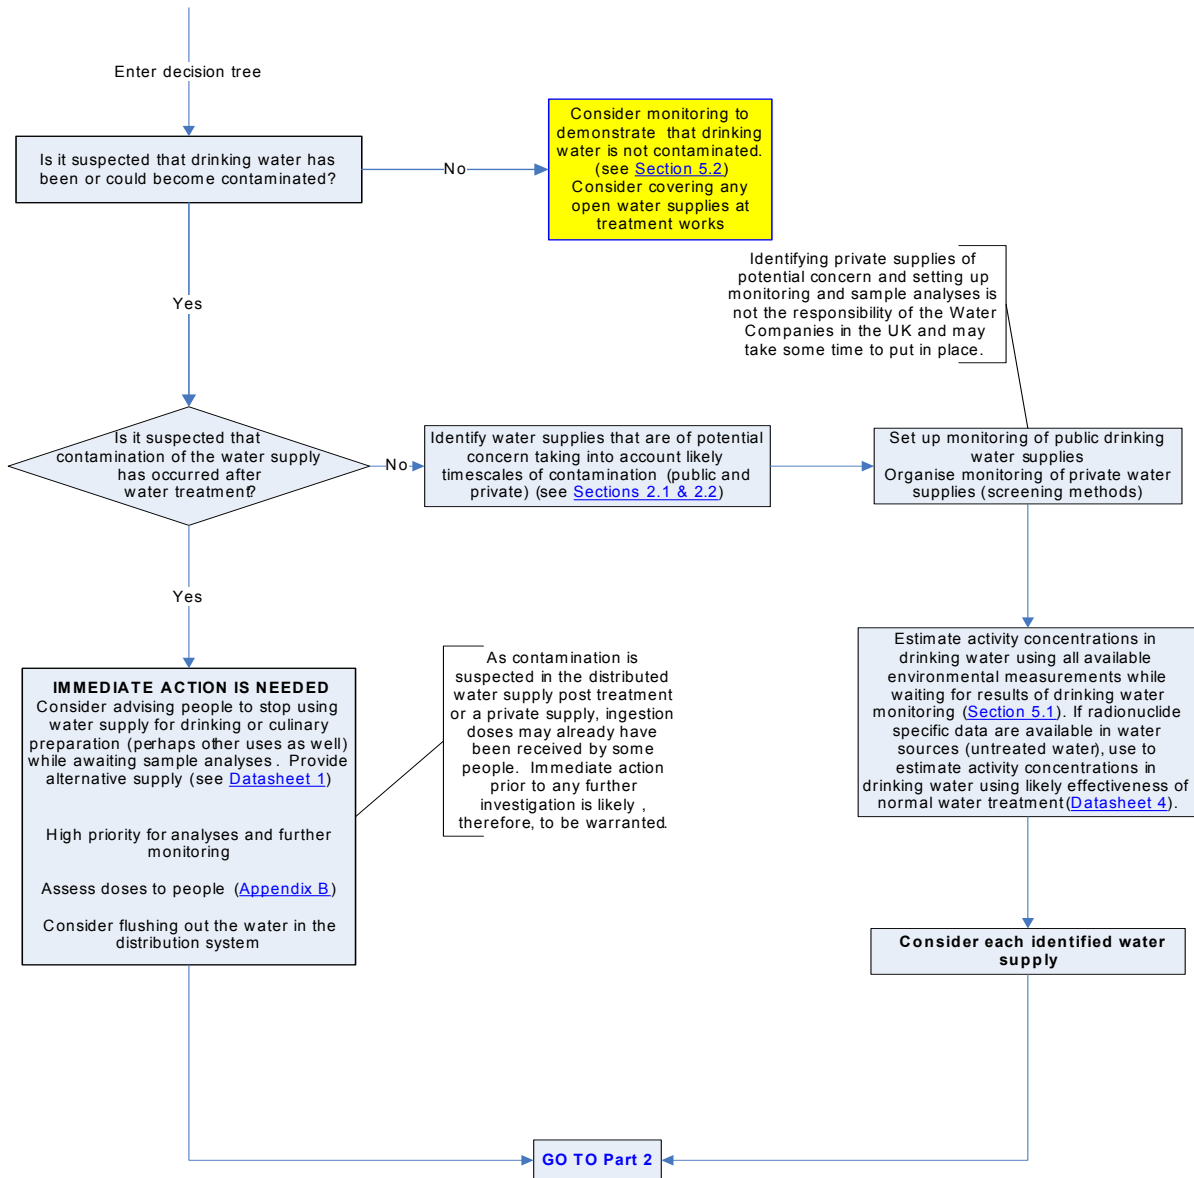 Enter decision tree
Is it suspected that drinking water has
been or could become contaminated?
No
Consider monitoring to
demonstrate that drinking
water is not contaminated.
(see Section 5.2)
Consider covering any
open water supplies at
treatment works
Yes
Identifying private supplies of
potential concern and setting up
monitoring and sample analyses is
not the responsibility of the Water
Companies in the UK and may
take some time to put in place.
Is it suspected that
contamination of the water supply
has occurred after
water treatment?
No
Identify water supplies that are of potential
concern taking into account likely
timescales of contamination (public and
private) (see Sections 2.1 & 2.2)
Set up monitoring of public drinking
water supplies
Organise monitoring of private water
supplies (screening methods)
Yes
IMMEDIATE ACTION IS NEEDED
Consider advising people to stop using
water supply for drinking or culinary
preparation (perhaps other uses as well)
while awaiting sample analyses. Provide
alternative supply (see Datasheet 1)
High priority for analyses and further
monitoring
Assess doses to people (Appendix B)
Consider flushing out the water in the
distribution system
As contamination is
suspected in the distributed
water supply post treatment
or a private supply, ingestion
doses may already have
been received by some
people. Immediate action
prior to any further
investigation is likely,
therefore, to be warranted.
Estimate activity concentrations in
drinking water using all available
environmental measurements while
waiting for results of drinking water
monitoring (Section 5.1). If radionuclide
specific data are available in water
sources (untreated water), use to
estimate activity concentrations in
drinking water using likely effectiveness of
normal water treatment (Datasheet 4).
Consider each identified water
supply
GO TO Part 2